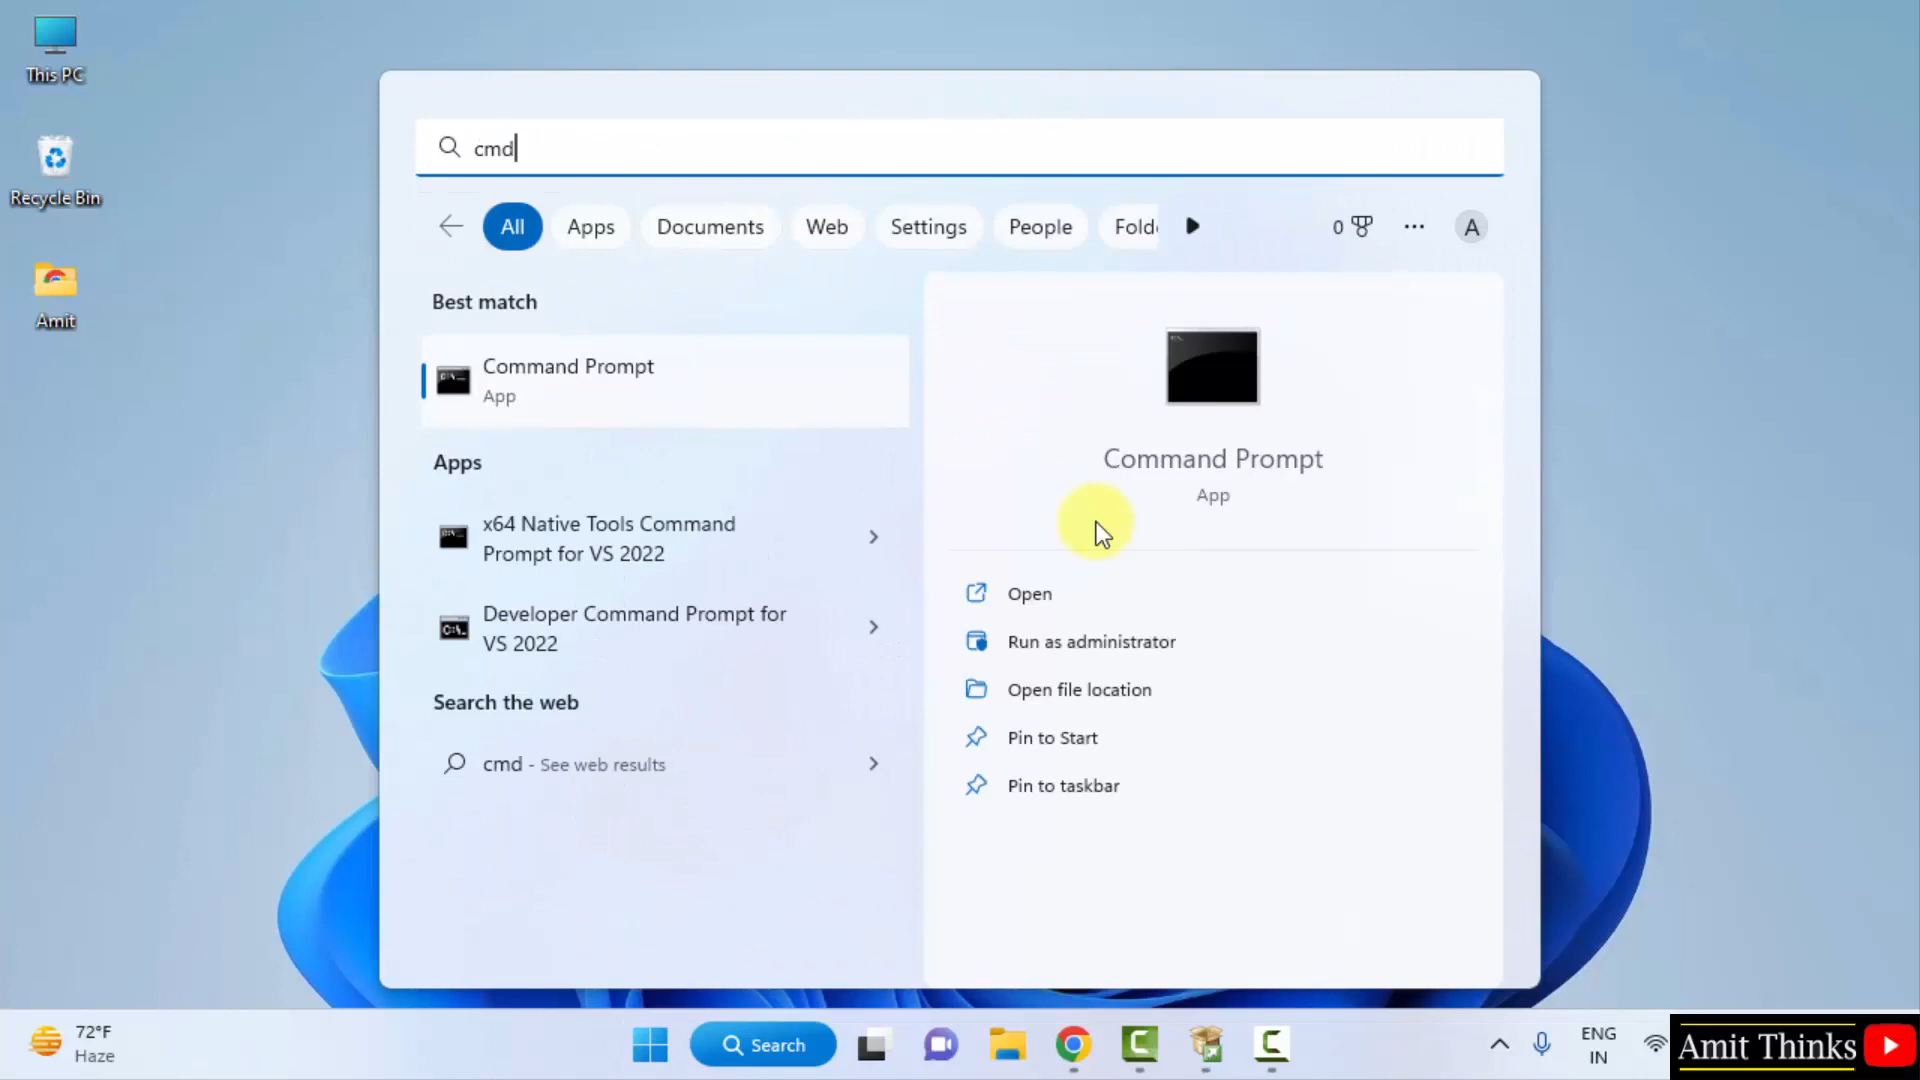 This PC
Recycle Bin
Amit
cmd
All
Apps
Documents
Web
Settings
People
Fold
0
A
Best match
Command Prompt
App
Apps
x64 Native Tools Command
Prompt for VS 2022
Developer Command Prompt for
VS 2022
Search the web
cmd - See web results
Command Prompt
App
Open
Run as administrator
Open file location
Pin to Start
Pin to taskbar
72°F
Haze
Search
ENG
IN
Amit Thinks